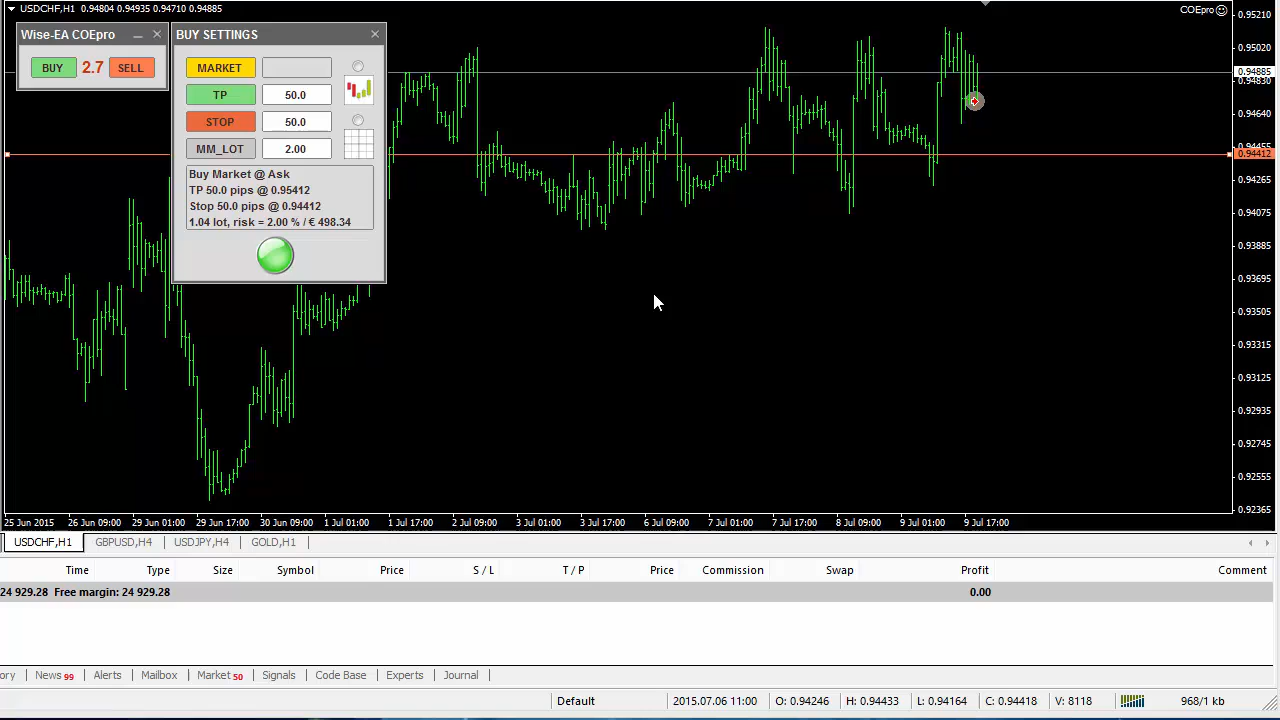 USDCHF,H1 0.94804 0.94935 0.94710 0.94885
COEpro
Wise-EA COEpro
BUY 2.7 SELL
BUY SETTINGS
MARKET
TP 50.0
STOP 50.0
MM_LOT 2.00
Buy Market @ Ask
TP 50.0 pips @ 0.95412
Stop 50.0 pips @ 0.94412
1.04 lot, risk = 2.00 % / € 498.34
0.95210
0.95020
0.94885
0.94830
0.94640
0.94455
0.94412
0.94265
0.94075
0.93885
0.93695
0.93505
0.93315
0.93125
0.92935
0.92745
0.92555
0.92365
25 Jun 2015 26 Jun 09:00 29 Jun 01:00 29 Jun 17:00 30 Jun 09:00 1 Jul 01:00 1 Jul 17:00 2 Jul 09:00 3 Jul 01:00 3 Jul 17:00 6 Jul 09:00 7 Jul 01:00 7 Jul 17:00 8 Jul 09:00 9 Jul 01:00 9 Jul 17:00
USDCHF,H1 GBPUSD,H4 USDJPY,H4 GOLD,H1
Time Type Size Symbol Price S / L T / P Price Commission Swap Profit Comment
24 929.28 Free margin: 24 929.28 0.00
ory News 99 Alerts Mailbox Market 50 Signals Code Base Experts Journal
Default 2015.07.06 11:00 O: 0.94246 H: 0.94433 L: 0.94164 C: 0.94418 V: 8118 968/1 kb